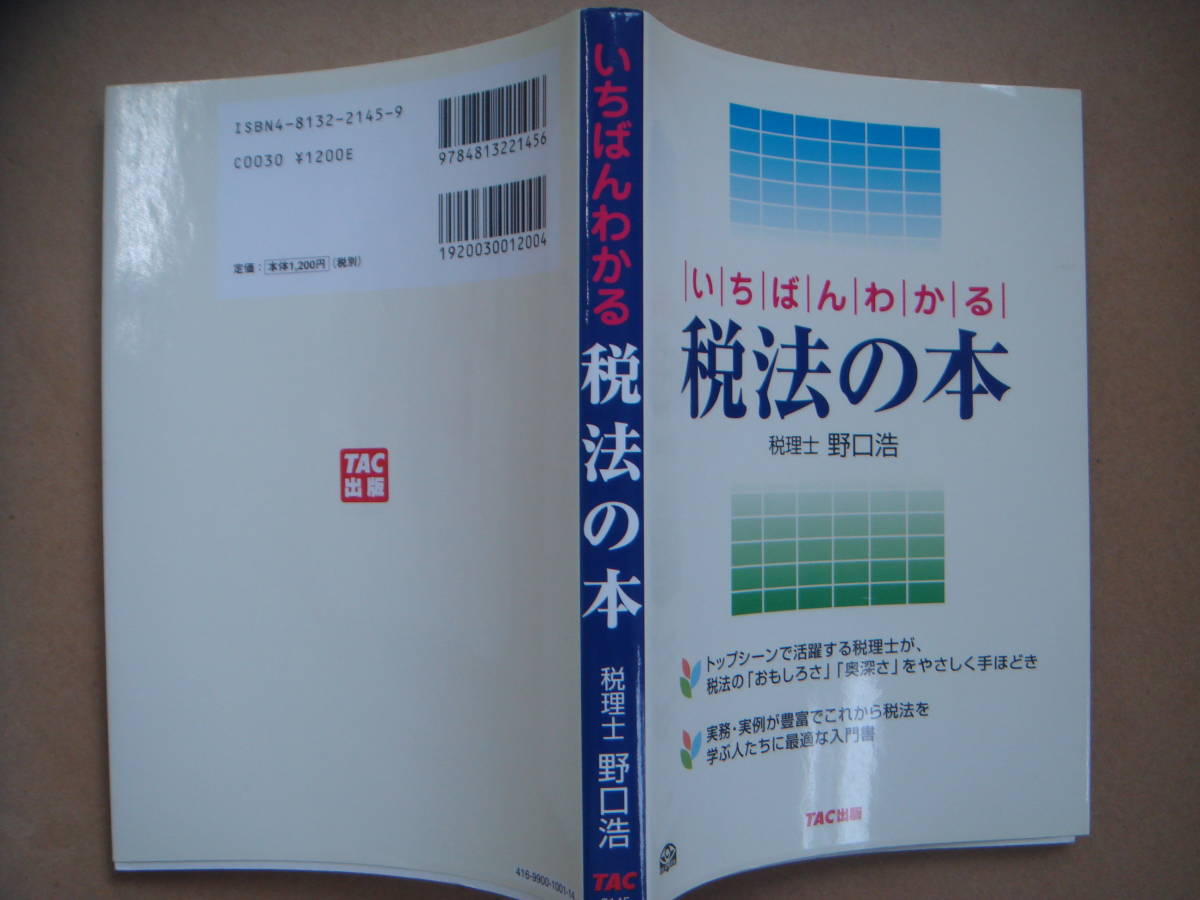 ISBN4-8132-2145-9
C0030 ¥1200E
定価：本体1,200円（税別）
9784813221456
1920030012004
TAC
出版
416-9900-1001-14
いちばんわかる
税法の本
税理士 野口浩
TAC
いちばんわかる
税法の本
税理士 野口浩
トップシーンで活躍する税理士が、
税法の「おもしろさ」「奥深さ」をやさしく手ほどき
実務・実例が豊富でこれから税法を
学ぶ人たちに最適な入門書
TAC出版